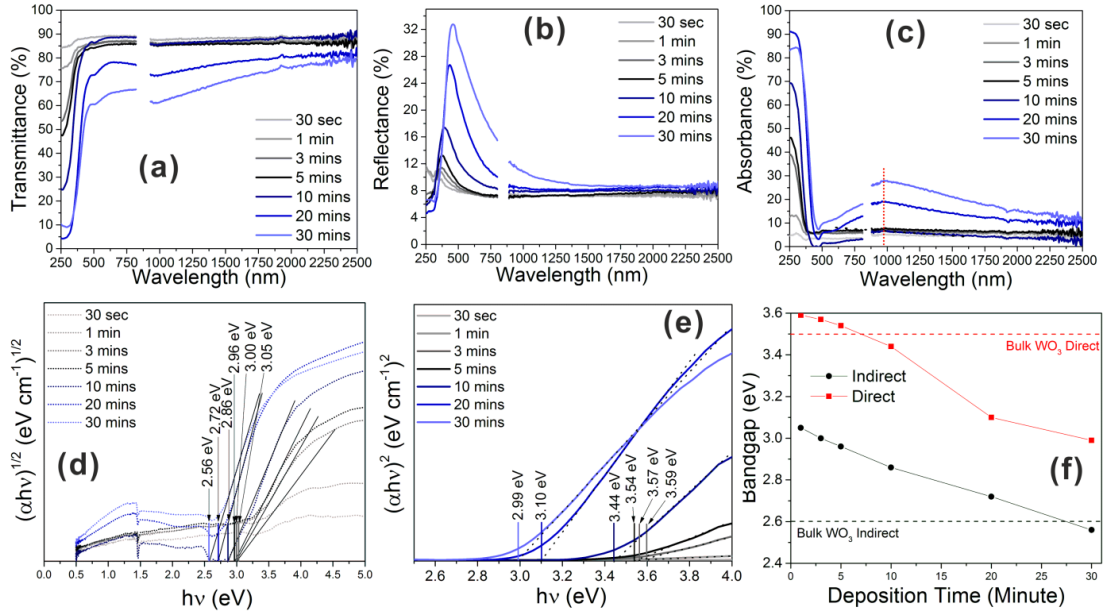 Transmittance (%)
100
90
80
70
60
50
40
30
20
10
0
250 500 750 1000 1250 1500 1750 2000 2250 2500
Wavelength (nm)
(a)
30 sec
1 min
3 mins
5 mins
10 mins
20 mins
30 mins
Reflectance (%)
32
28
24
20
16
12
8
4
0
250 500 750 1000 1250 1500 1750 2000 2250 2500
Wavelength (nm)
(b)
30 sec
1 min
3 mins
5 mins
10 mins
20 mins
30 mins
Absorbance (%)
100
90
80
70
60
50
40
30
20
10
0
250 500 750 1000 1250 1500 1750 2000 2250 2500
Wavelength (nm)
(c)
30 sec
1 min
3 mins
5 mins
10 mins
20 mins
30 mins
(αhν)1/2 (eV cm-1)1/2
30 sec
1 min
3 mins
5 mins
10 mins
20 mins
30 mins
2.56 eV
2.72 eV
2.86 eV
2.96 eV
3.00 eV
3.05 eV
(d)
0.0 0.5 1.0 1.5 2.0 2.5 3.0 3.5 4.0 4.5 5.0
hν (eV)
(αhν)2 (eV cm-1)2
30 sec
1 min
3 mins
5 mins
10 mins
20 mins
30 mins
(e)
2.99 eV
3.10 eV
3.44 eV
3.54 eV
3.57 eV
3.59 eV
2.6 2.8 3.0 3.2 3.4 3.6 3.8 4.0
hν (eV)
Bandgap (eV)
3.6
3.4
3.2
3.0
2.8
2.6
2.4
Bulk WO3 Direct
Indirect
Direct
(f)
Bulk WO3 Indirect
0 5 10 15 20 25 30
Deposition Time (Minute)